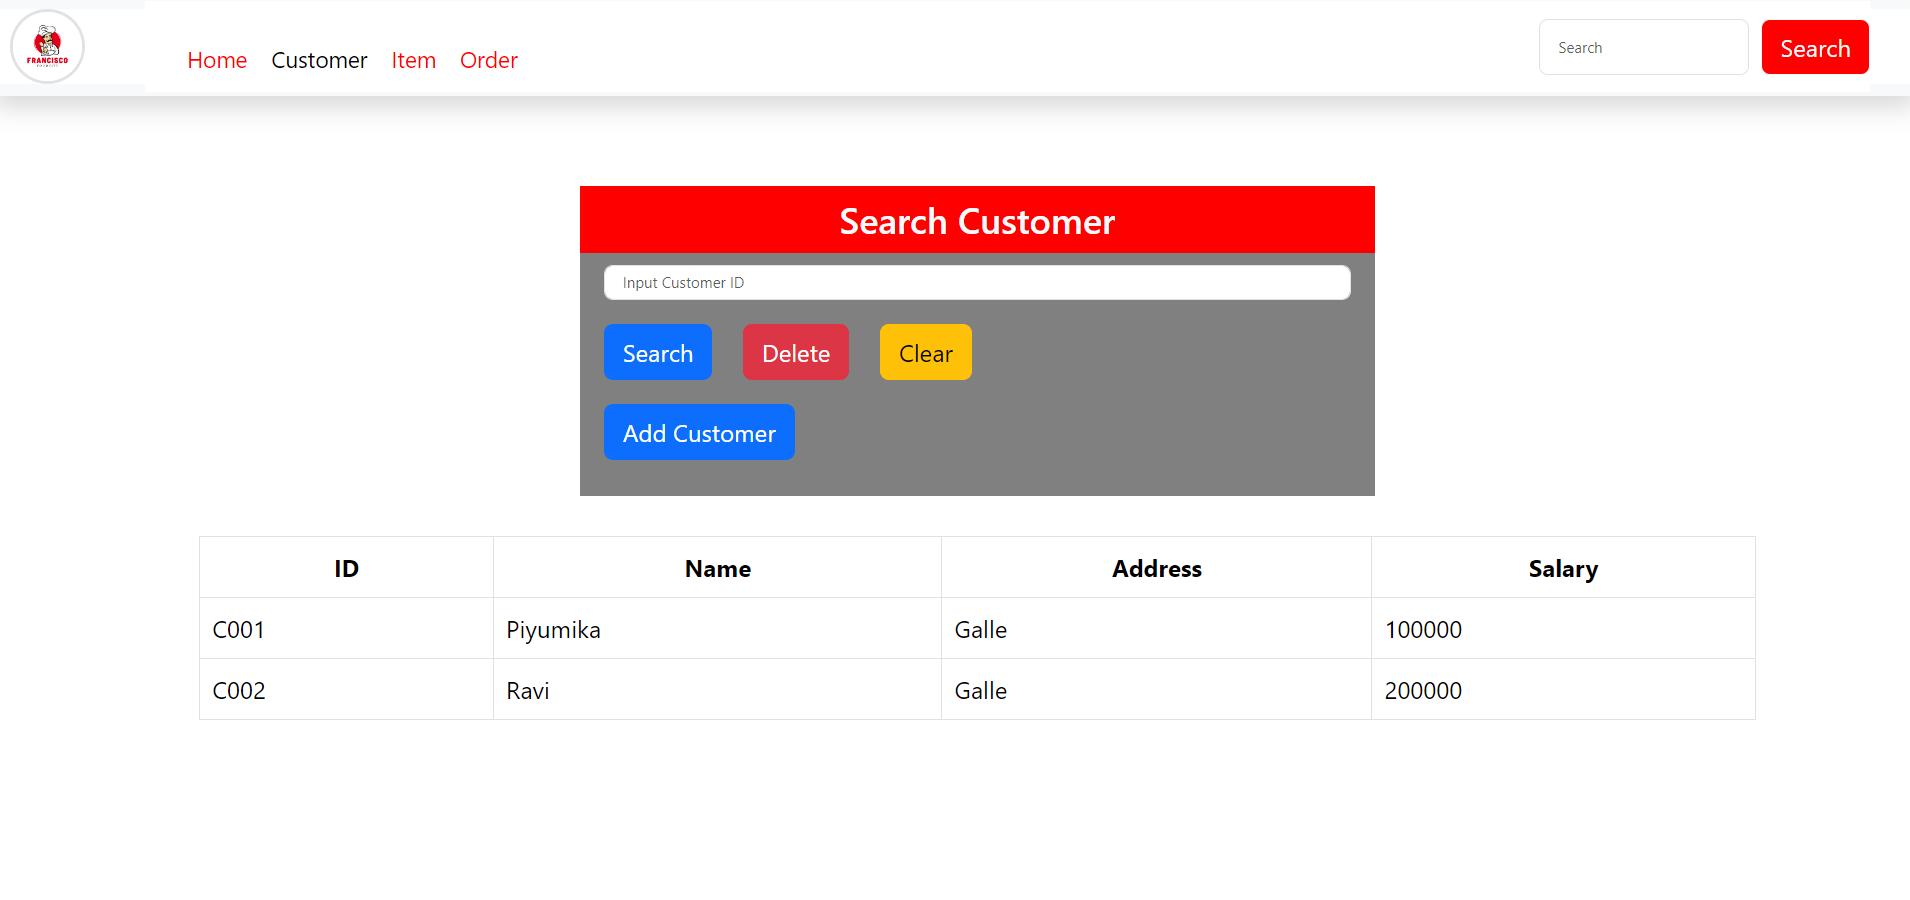 FRANCISCO
Home Customer Item Order
Search Search
Search Customer
Input Customer ID
Search Delete Clear
Add Customer
ID Name Address Salary
C001 Piyumika Galle 100000
C002 Ravi Galle 200000